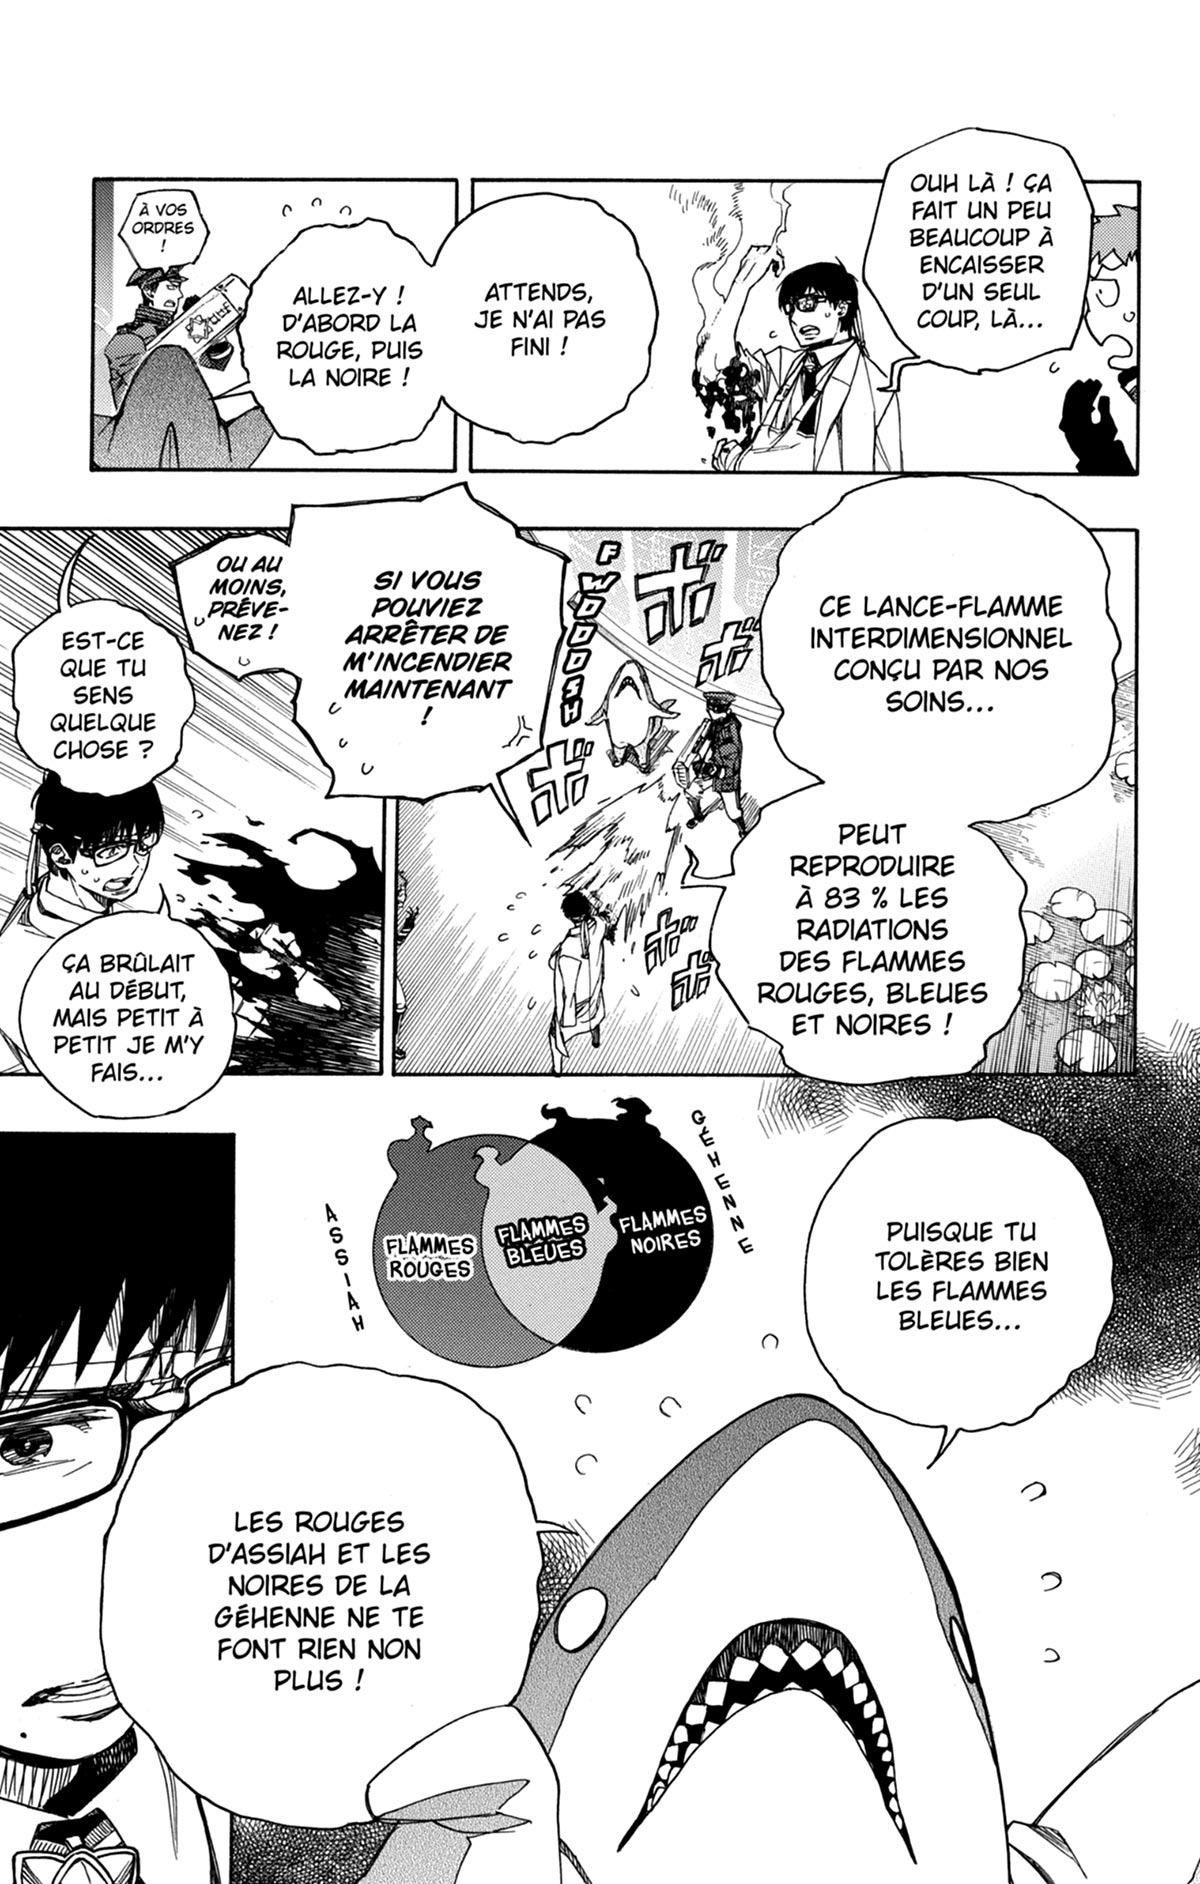 OUH LÀ ! ÇA
FAIT UN PEU
BEAUCOUP À
ENCAISSER
D'UN SEUL
COUP, LÀ...
ATTENDS,
JE N'AI PAS
FINI !
ALLEZ-Y !
D'ABORD LA
ROUGE, PUIS
LA NOIRE !
À VOS
ORDRES
!
CE LANCE-FLAMME
INTERDIMENSIONNEL
CONÇU PAR NOS
SOINS...
PEUT
REPRODUIRE
À 83 % LES
RADIATIONS
DES FLAMMES
ROUGES, BLEUES
ET NOIRES !
FWOOOSH
ボ
ボ
ボ
ボ
ボ
SI VOUS
POUVIEZ
ARRÊTER DE
M'INCENDIER
MAINTENANT
!
OU AU
MOINS,
PRÉVE-
NEZ !
EST-CE
QUE TU
SENS
QUELQUE
CHOSE ?
ÇA BRÛLAIT
AU DÉBUT,
MAIS PETIT À
PETIT JE M'Y
FAIS...
PUISQUE TU
TOLÈRES BIEN
LES FLAMMES
BLEUES...
GÉHENNE
FLAMMES
NOIRES
FLAMMES
BLEUES
FLAMMES
ROUGES
ASSIAH
LES ROUGES
D'ASSIAH ET LES
NOIRES DE LA
GÉHENNE NE TE
FONT RIEN NON
PLUS !